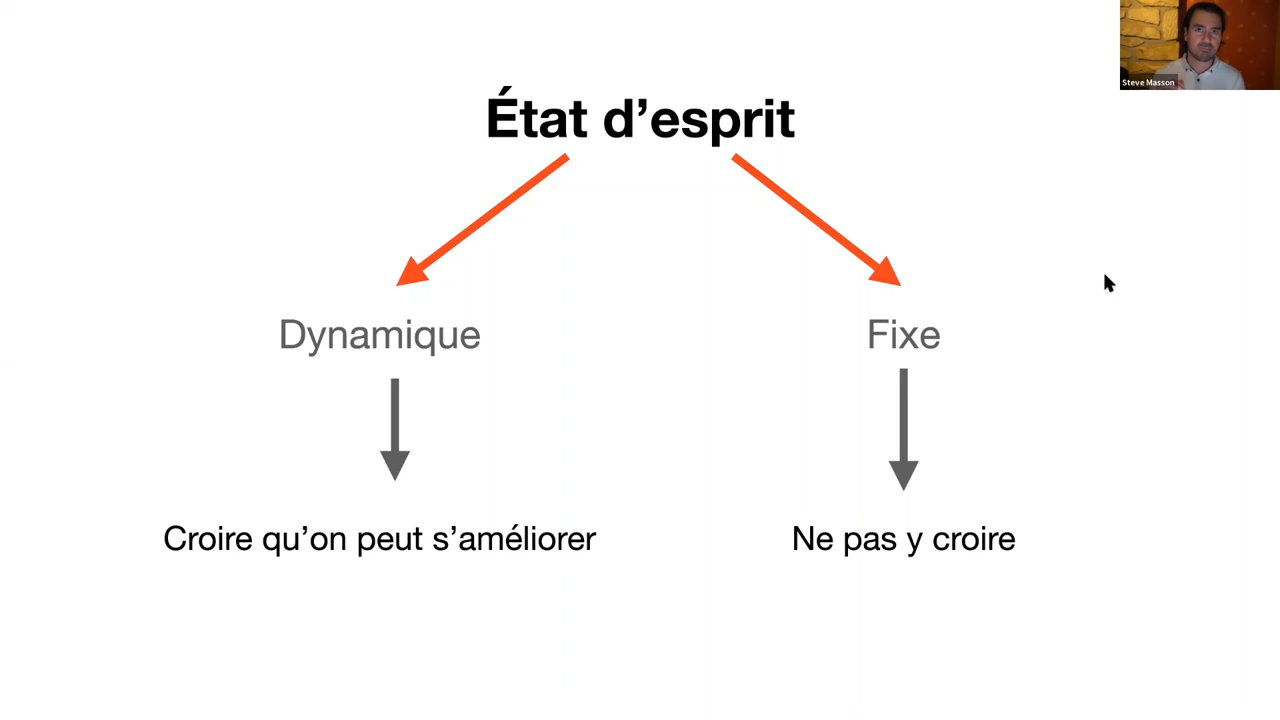 Steve Masson
État d’esprit
Dynamique
Fixe
Croire qu’on peut s’améliorer
Ne pas y croire